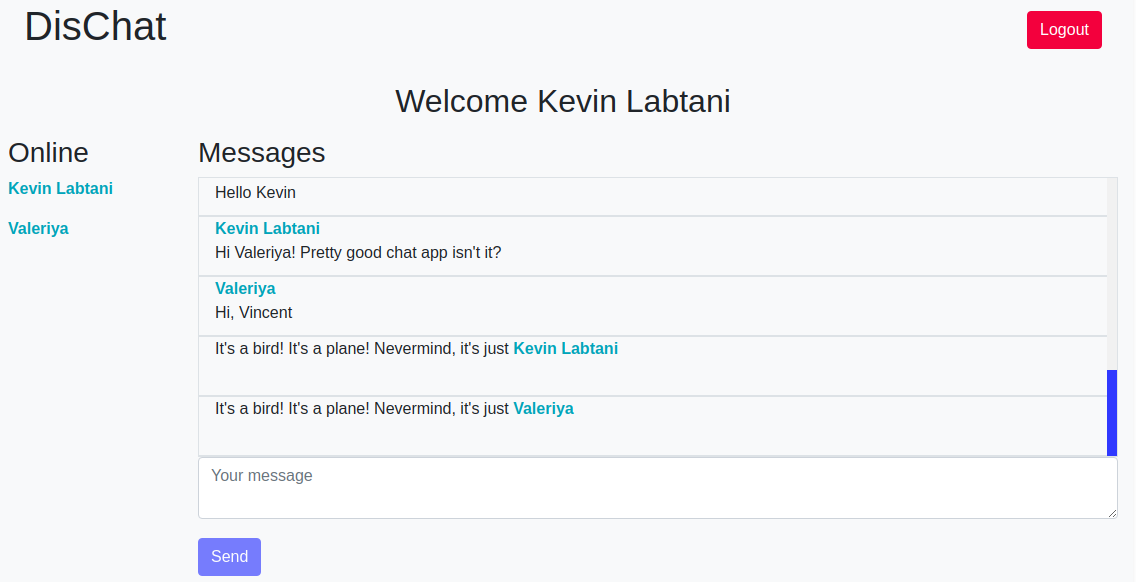 DisChat
Logout
Welcome Kevin Labtani
Online
Kevin Labtani
Valeriya
Messages
Hello Kevin
Kevin Labtani
Hi Valeriya! Pretty good chat app isn't it?
Valeriya
Hi, Vincent
It's a bird! It's a plane! Nevermind, it's just Kevin Labtani
It's a bird! It's a plane! Nevermind, it's just Valeriya
Your message
Send